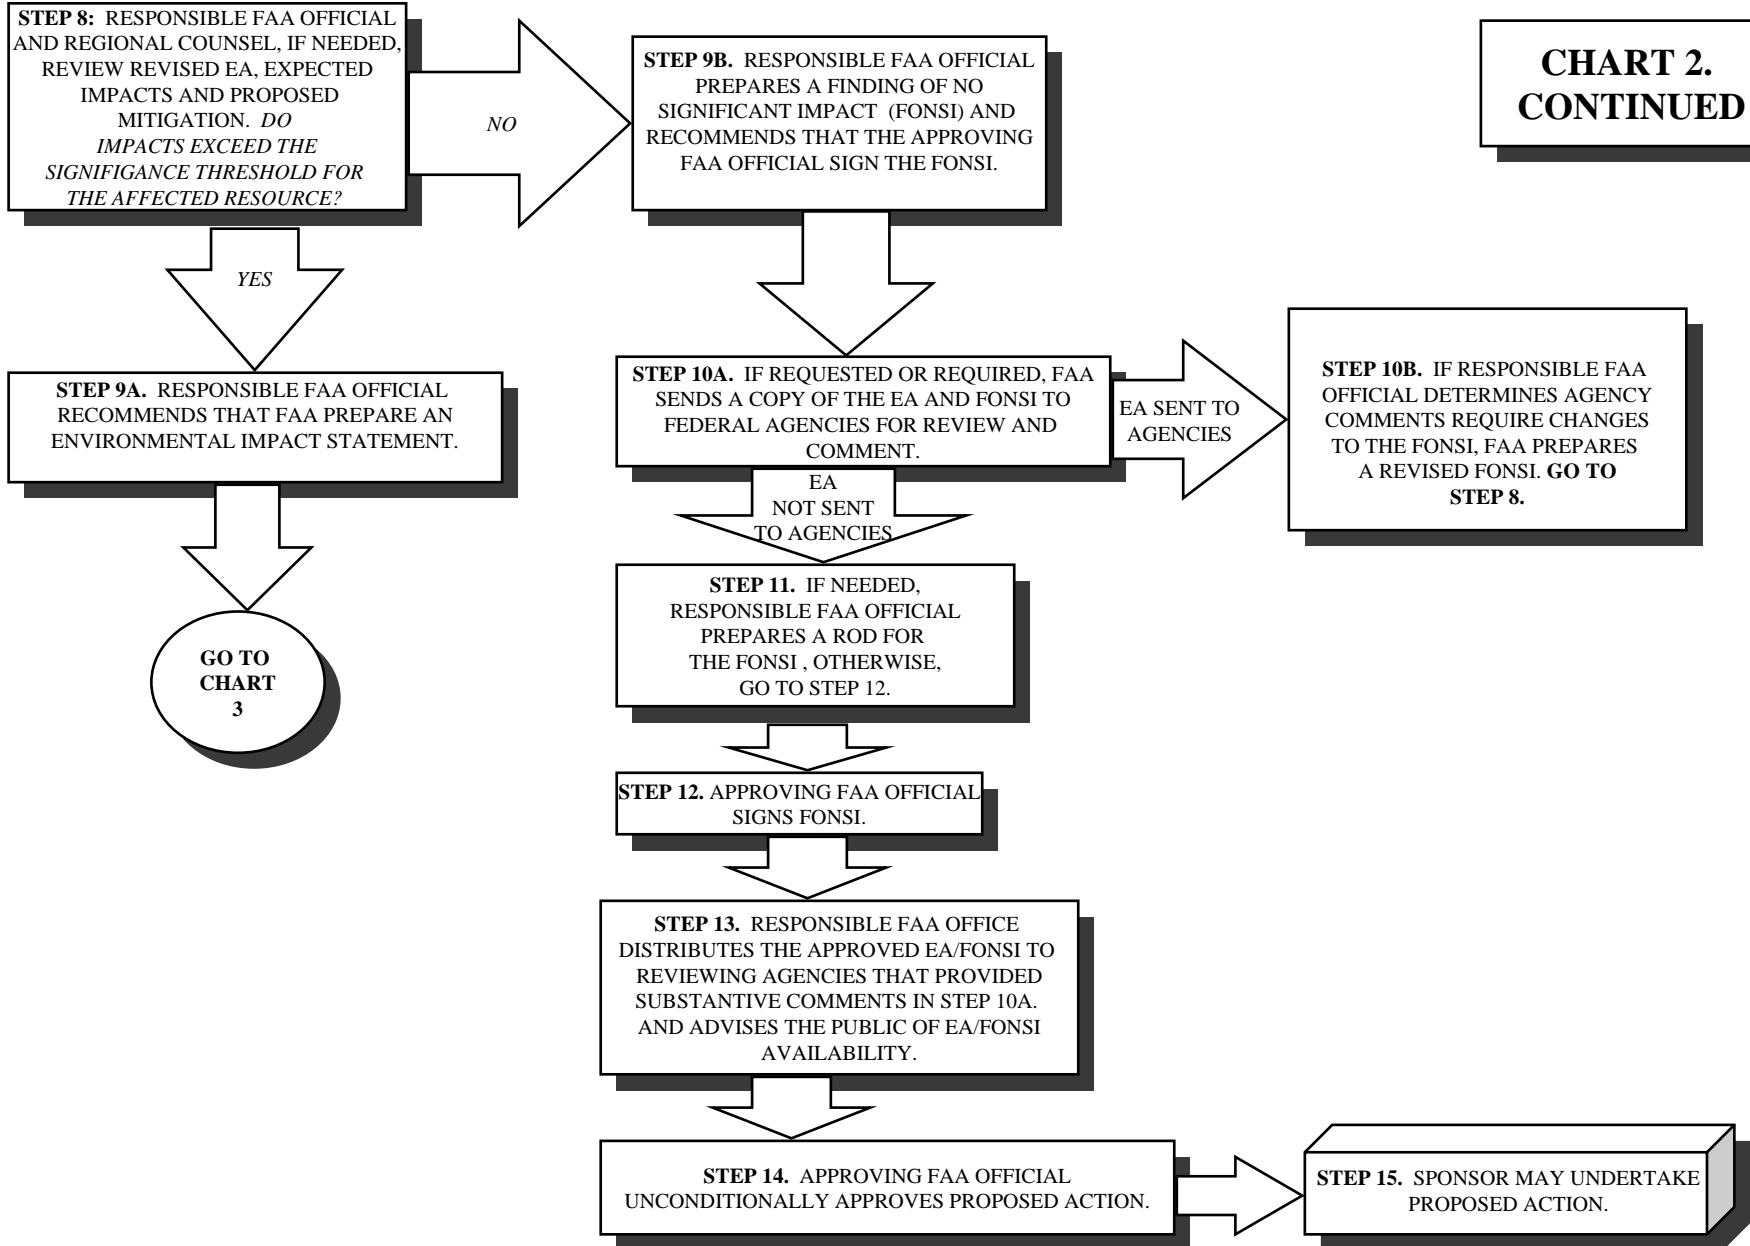 STEP 8: RESPONSIBLE FAA OFFICIAL
AND REGIONAL COUNSEL, IF NEEDED,
REVIEW REVISED EA, EXPECTED
IMPACTS AND PROPOSED
MITIGATION. DO
IMPACTS EXCEED THE
SIGNIFIGANCE THRESHOLD FOR
THE AFFECTED RESOURCE?
NO
STEP 9B. RESPONSIBLE FAA OFFICIAL
PREPARES A FINDING OF NO
SIGNIFICANT IMPACT (FONSI) AND
RECOMMENDS THAT THE APPROVING
FAA OFFICIAL SIGN THE FONSI.
CHART 2.
CONTINUED
YES
STEP 9A. RESPONSIBLE FAA OFFICIAL
RECOMMENDS THAT FAA PREPARE AN
ENVIRONMENTAL IMPACT STATEMENT.
GO TO
CHART
3
STEP 10A. IF REQUESTED OR REQUIRED, FAA
SENDS A COPY OF THE EA AND FONSI TO
FEDERAL AGENCIES FOR REVIEW AND
COMMENT.
EA SENT TO
AGENCIES
STEP 10B. IF RESPONSIBLE FAA
OFFICIAL DETERMINES AGENCY
COMMENTS REQUIRE CHANGES
TO THE FONSI, FAA PREPARES
A REVISED FONSI. GO TO
STEP 8.
EA
NOT SENT
TO AGENCIES
STEP 11. IF NEEDED,
RESPONSIBLE FAA OFFICIAL
PREPARES A ROD FOR
THE FONSI , OTHERWISE,
GO TO STEP 12.
STEP 12. APPROVING FAA OFFICIAL
SIGNS FONSI.
STEP 13. RESPONSIBLE FAA OFFICE
DISTRIBUTES THE APPROVED EA/FONSI TO
REVIEWING AGENCIES THAT PROVIDED
SUBSTANTIVE COMMENTS IN STEP 10A.
AND ADVISES THE PUBLIC OF EA/FONSI
AVAILABILITY.
STEP 14. APPROVING FAA OFFICIAL
UNCONDITIONALLY APPROVES PROPOSED ACTION.
STEP 15. SPONSOR MAY UNDERTAKE
PROPOSED ACTION.